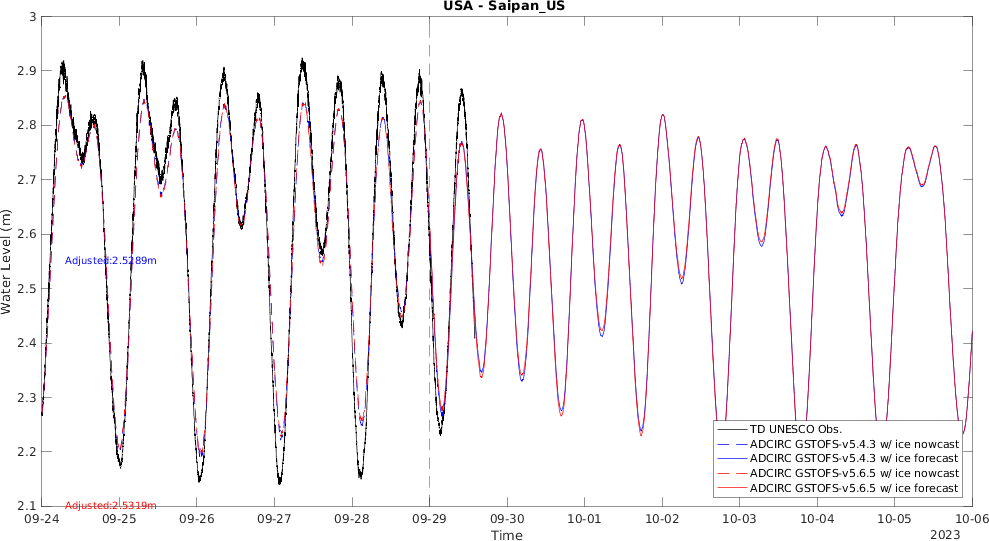 USA - Saipan_US
3
2.9
2.8
2.7
2.6
2.5
2.4
2.3
2.2
2.1
Water Level (m)
Adjusted:2.5289m
Adjusted:2.5319m
TD UNESCO Obs.
ADCIRC GSTOFS-v5.4.3 w/ ice nowcast
ADCIRC GSTOFS-v5.4.3 w/ ice forecast
ADCIRC GSTOFS-v5.6.5 w/ ice nowcast
ADCIRC GSTOFS-v5.6.5 w/ ice forecast
09-24 09-25 09-26 09-27 09-28 09-29 09-30 10-01 10-02 10-03 10-04 10-05 10-06
Time
2023